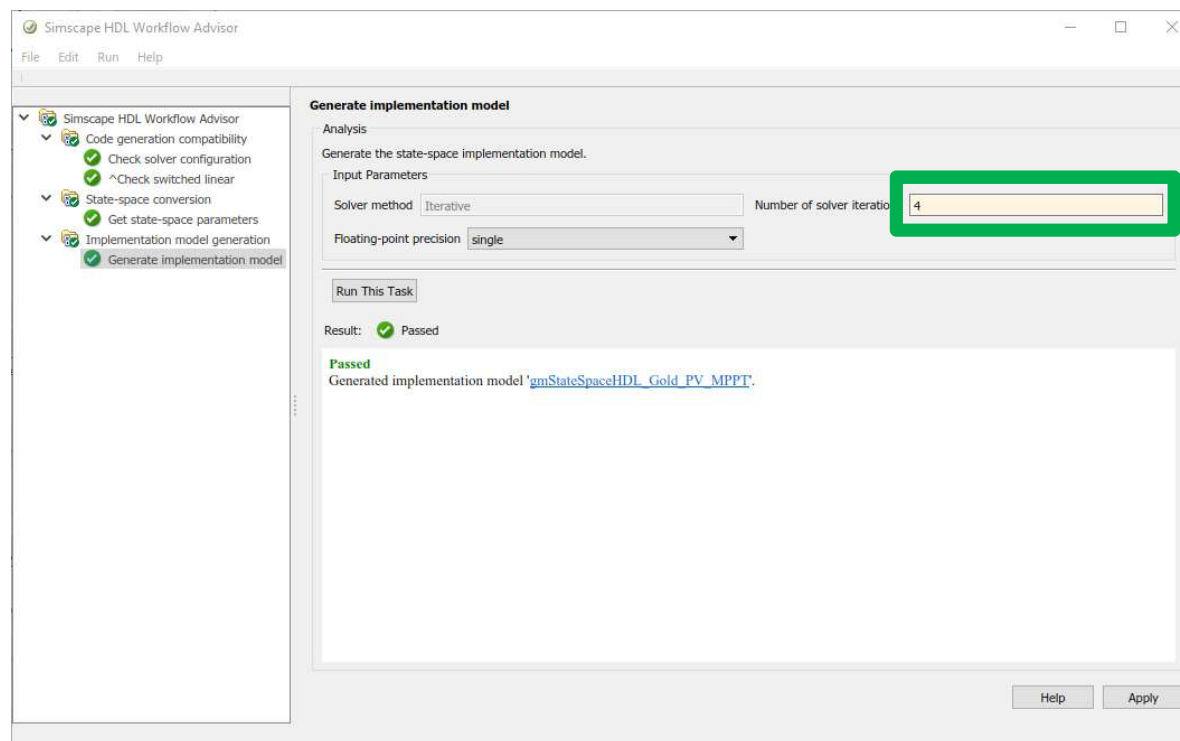 Simscape HDL Workflow Advisor
File Edit Run Help
Simscape HDL Workflow Advisor
Code generation compatibility
Check solver configuration
^Check switched linear
State-space conversion
Get state-space parameters
Implementation model generation
Generate implementation model
Generate implementation model
Analysis
Generate the state-space implementation model.
Input Parameters
Solver method Iterative Number of solver iteratio 4
Floating-point precision single
Run This Task
Result: Passed
Passed
Generated implementation model 'gmStateSpaceHDL_Gold_PV_MPPT'.
Help Apply